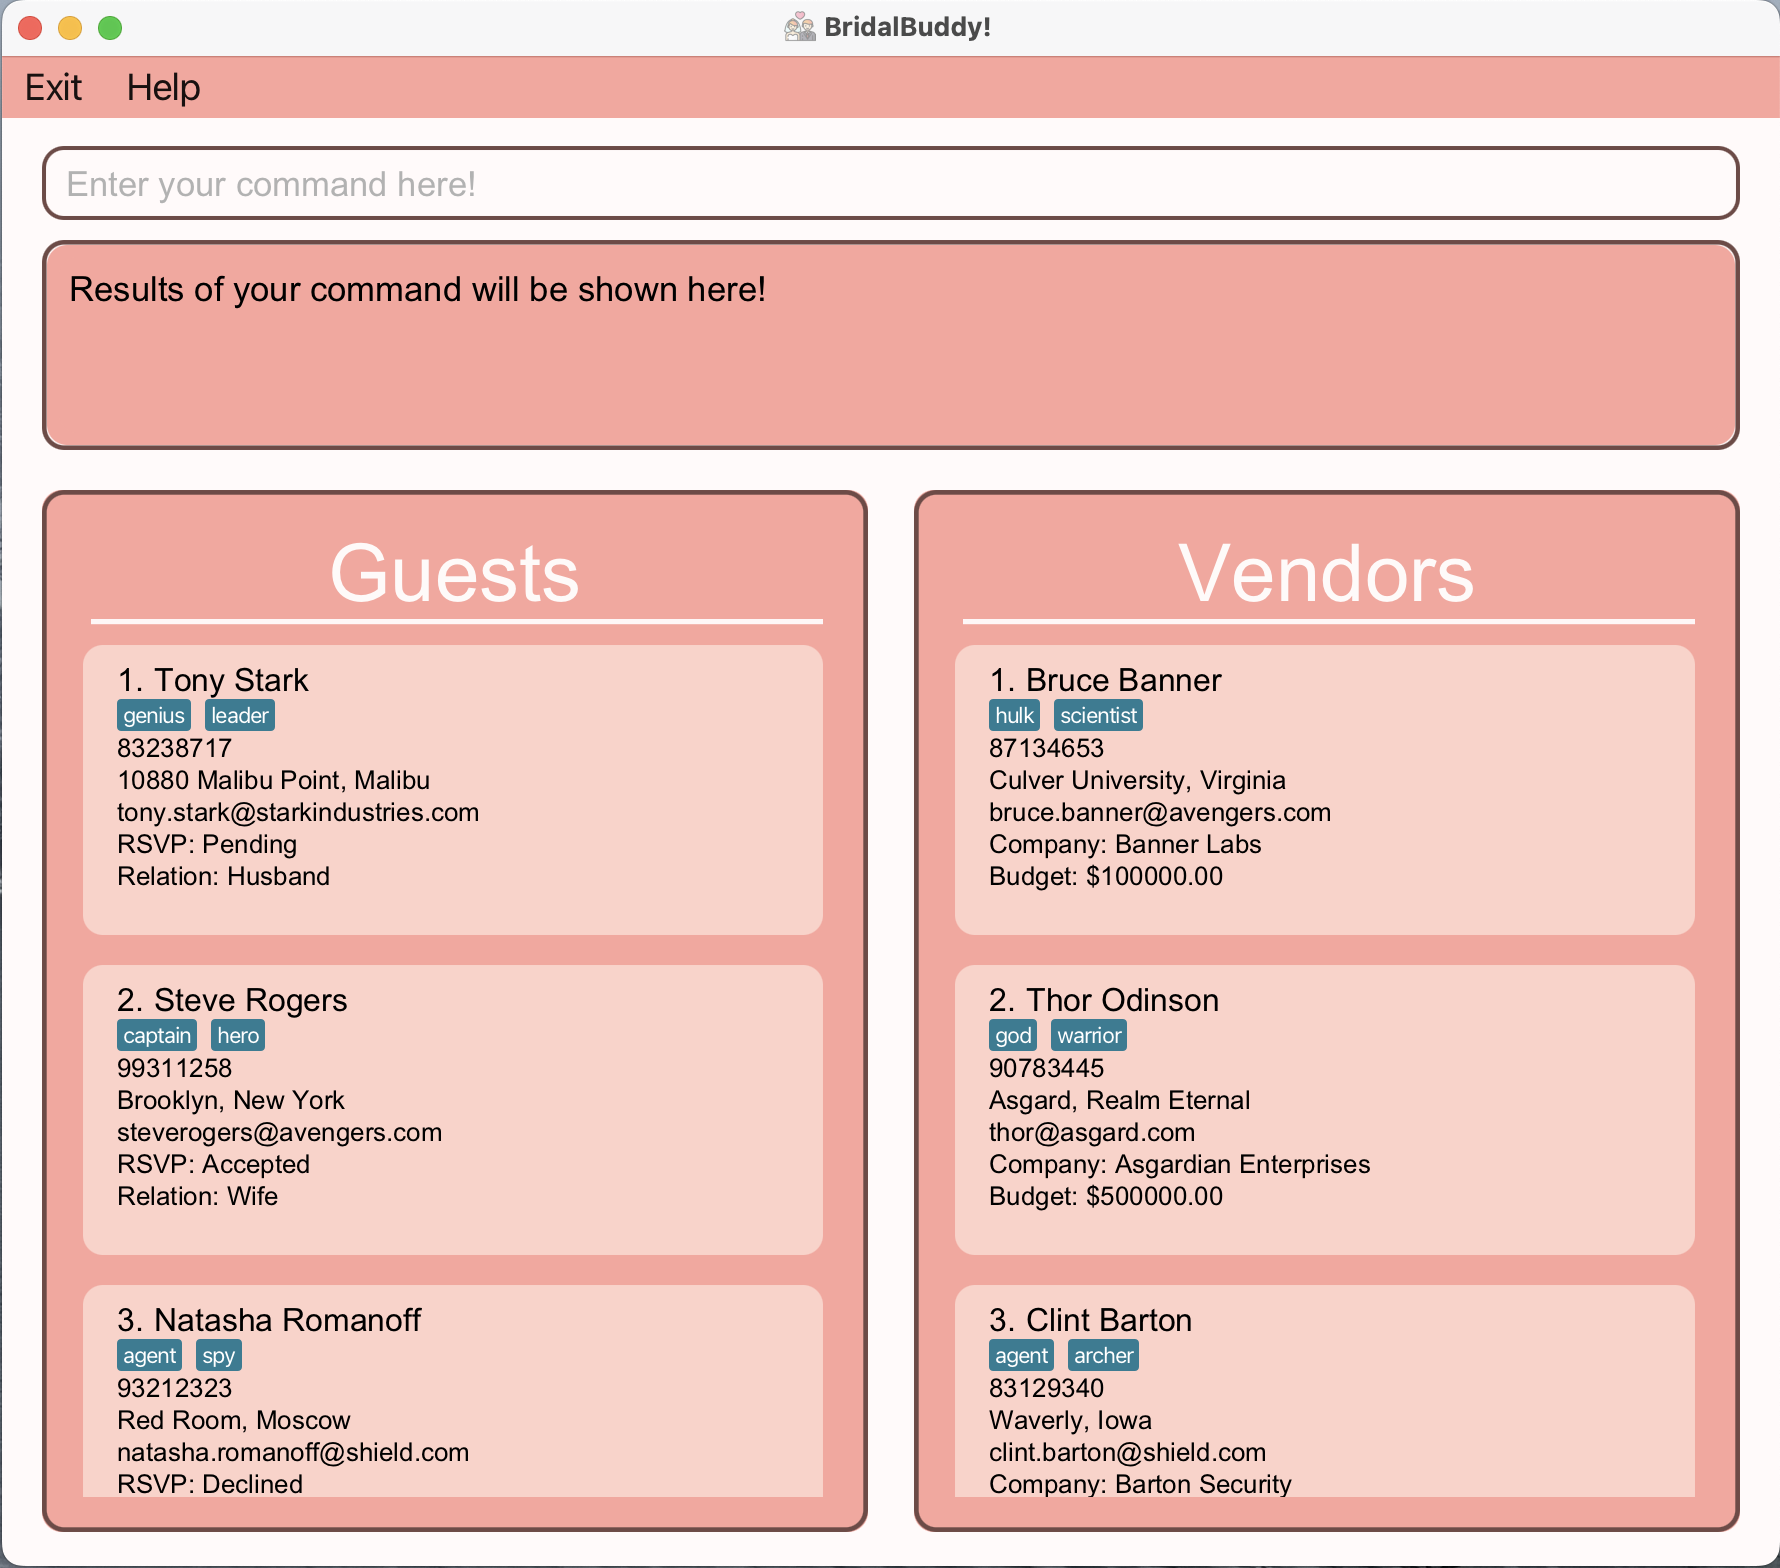 BridalBuddy!
Exit Help
Enter your command here!
Results of your command will be shown here!
Guests
1. Tony Stark
genius leader
83238717
10880 Malibu Point, Malibu
tony.stark@starkindustries.com
RSVP: Pending
Relation: Husband
2. Steve Rogers
captain hero
99311258
Brooklyn, New York
steverogers@avengers.com
RSVP: Accepted
Relation: Wife
3. Natasha Romanoff
agent spy
93212323
Red Room, Moscow
natasha.romanoff@shield.com
RSVP: Declined
Vendors
1. Bruce Banner
hulk scientist
87134653
Culver University, Virginia
bruce.banner@avengers.com
Company: Banner Labs
Budget: $100000.00
2. Thor Odinson
god warrior
90783445
Asgard, Realm Eternal
thor@asgard.com
Company: Asgardian Enterprises
Budget: $500000.00
3. Clint Barton
agent archer
83129340
Waverly, Iowa
clint.barton@shield.com
Company: Barton Security